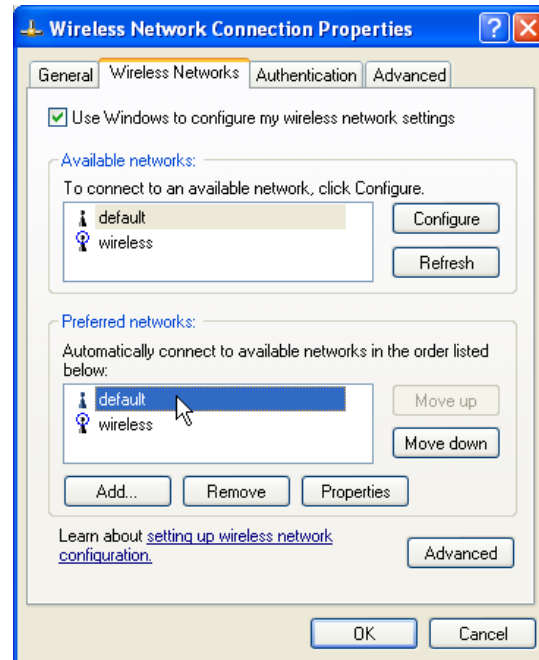 Wireless Network Connection Properties
General Wireless Networks Authentication Advanced
Use Windows to configure my wireless network settings
Available networks:
To connect to an available network, click Configure.
default
wireless
Configure
Refresh
Preferred networks:
Automatically connect to available networks in the order listed
below:
default
wireless
Move up
Move down
Add... Remove Properties
Learn about setting up wireless network
configuration.
Advanced
OK Cancel